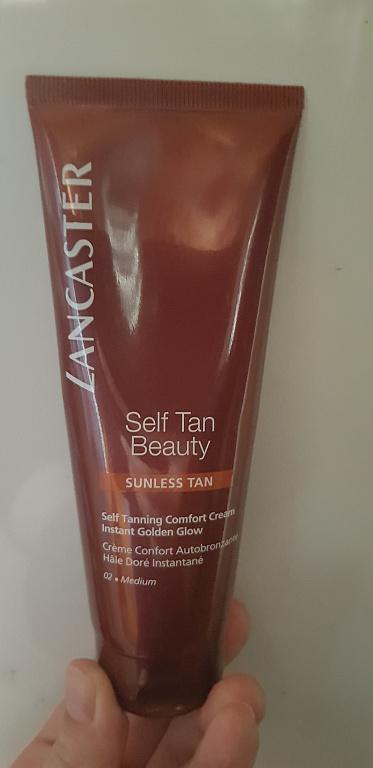 LANCASTER
Self Tan
Beauty
SUNLESS TAN
Self Tanning Comfort Cream
Instant Golden Glow
Crème Confort Autobronzante
Hâle Doré Instantané
02 • Medium